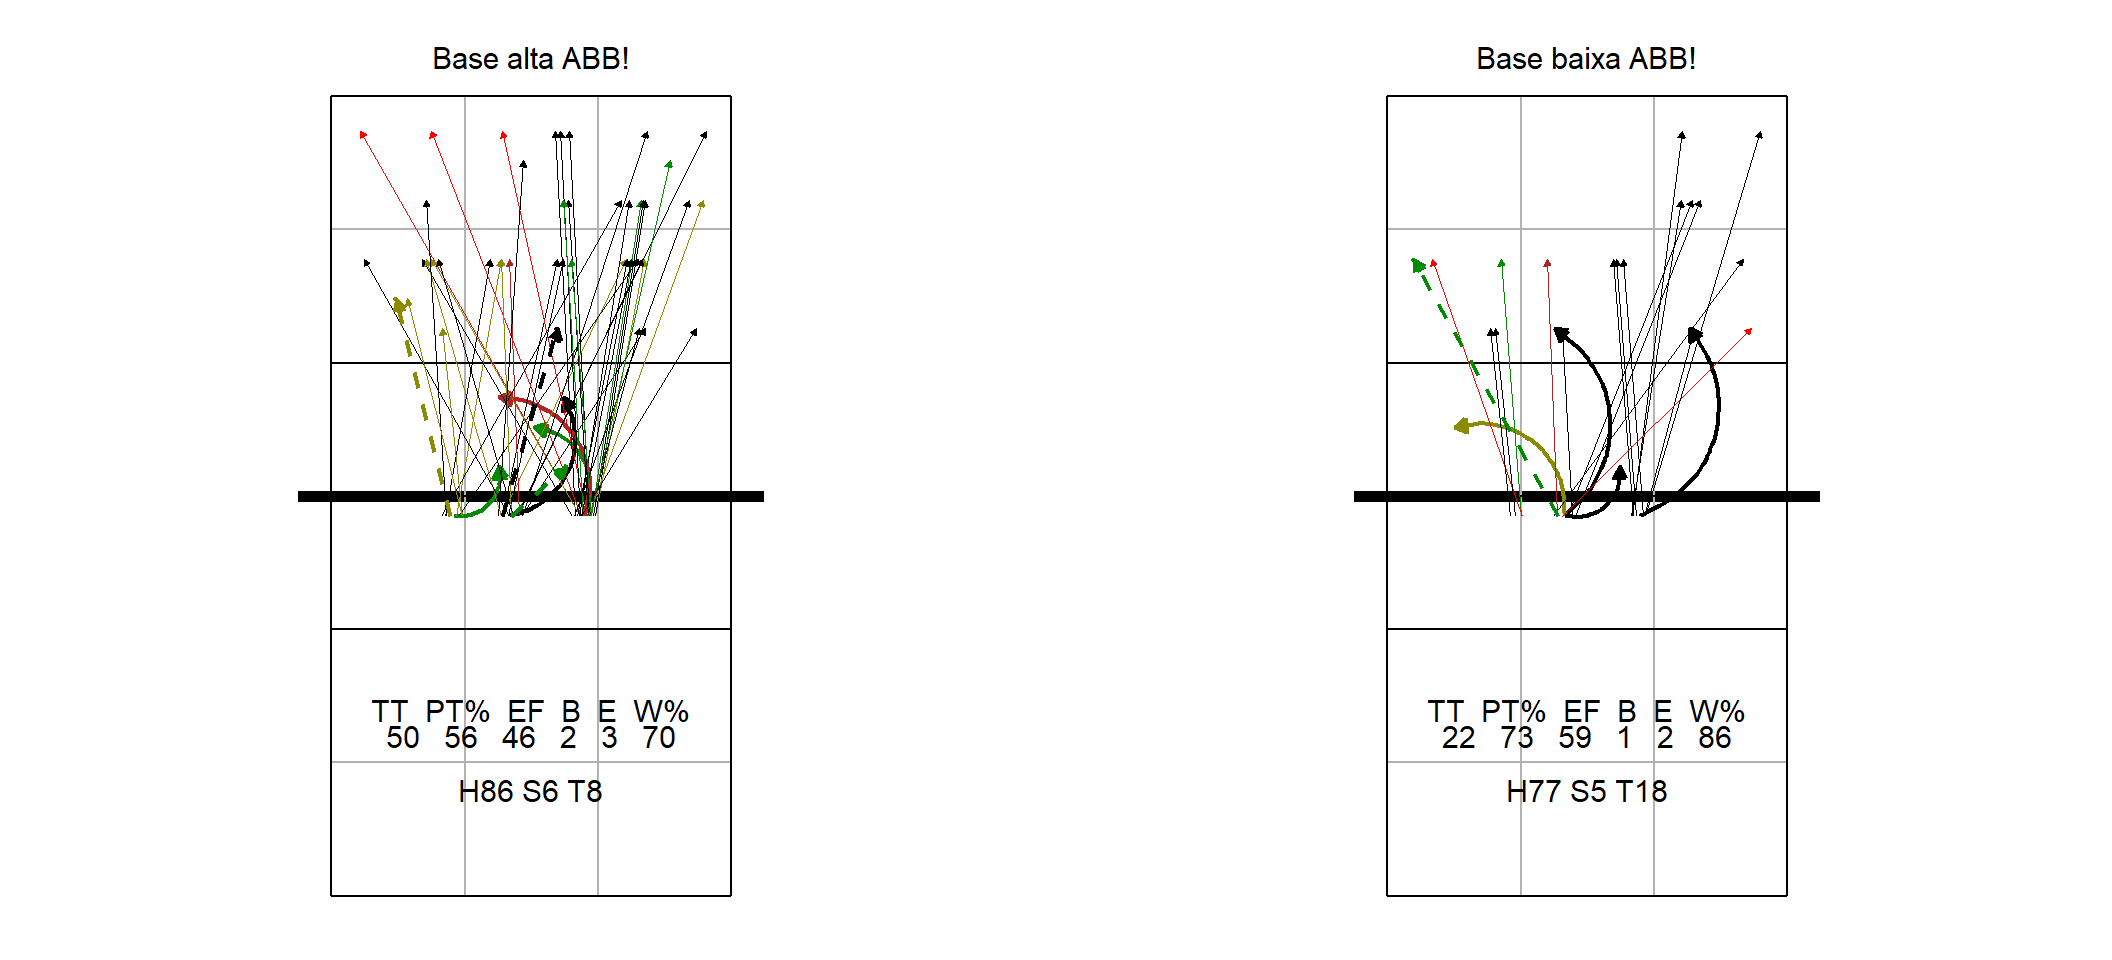 Base alta ABB!
TT PT% EF B E W%
50 56 46 2 3 70
H86 S6 T8
Base baixa ABB!
TT PT% EF B E W%
22 73 59 1 2 86
H77 S5 T18